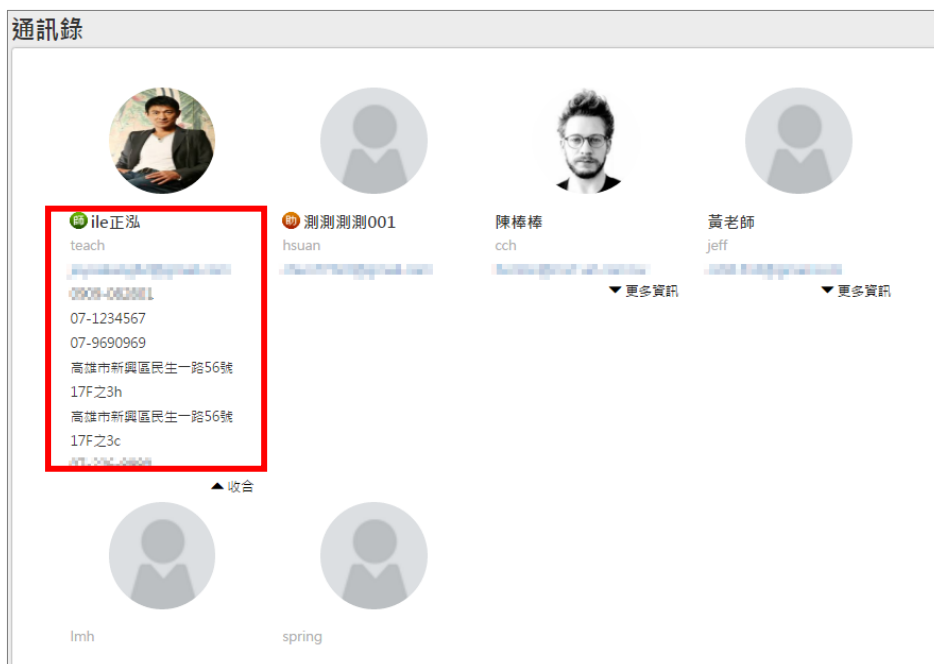 通訊錄
師 ile正泓
teach
07-1234567
07-9690969
高雄市新興區民生一路56號
17F之3h
高雄市新興區民生一路56號
17F之3c
▲ 收合
助 測測測測001
hsuan
陳棒棒
cch
▼ 更多資訊
黃老師
jeff
▼ 更多資訊
lmh
spring